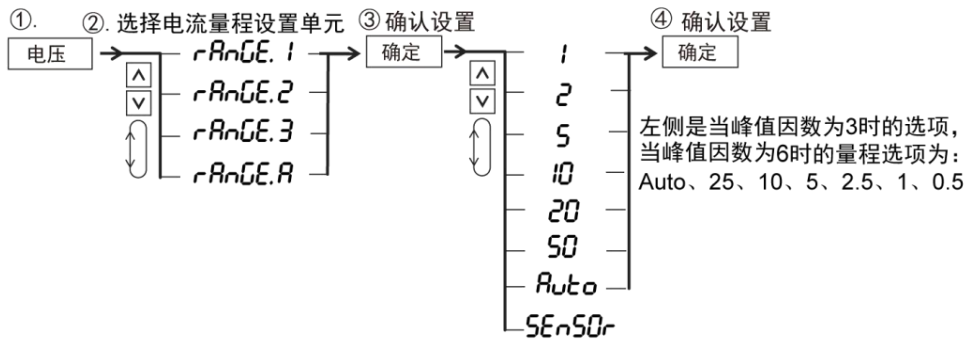 ①.
②. 选择电流量程设置单元
③ 确认设置
④ 确认设置
电压
rAnGE.1
rAnGE.2
rAnGE.3
rAnGE.A
确定
1
2
5
10
20
50
Auto
SEnSOr
确定
左侧是当峰值因数为3时的选项，
当峰值因数为6时的量程选项为：
Auto、25、10、5、2.5、1、0.5